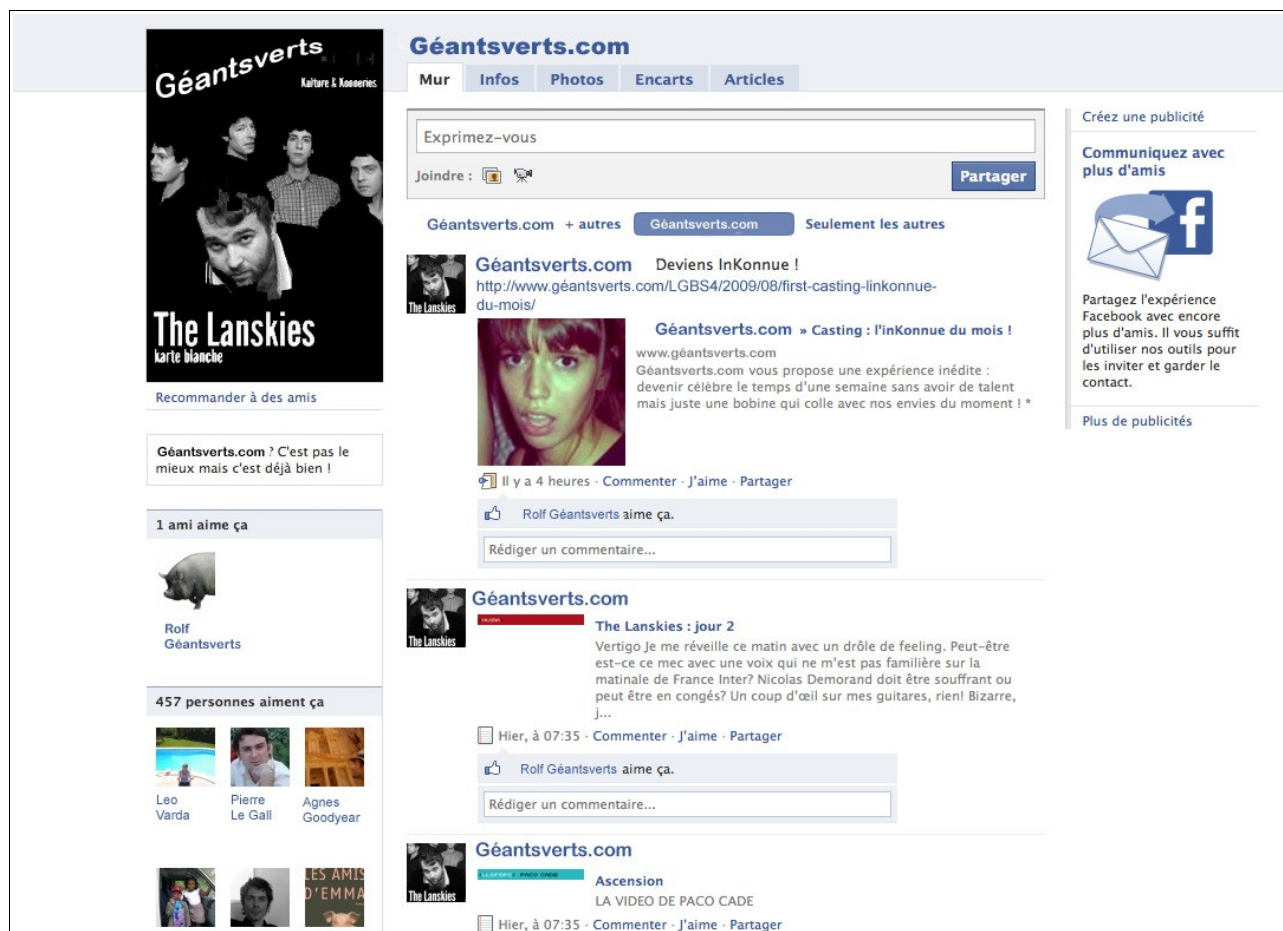 Géantsverts
Kulture & Konneries
The Lanskies
karte blanche
Recommander à des amis
Géantsverts.com ? C'est pas le
mieux mais c'est déjà bien !
1 ami aime ça
Rolf
Géantsverts
457 personnes aiment ça
Leo
Varda
Pierre
Le Gall
Agnes
Goodyear
LES AMIS
D'EMMA
Géantsverts.com
Mur Infos Photos Encarts Articles
Exprimez-vous
Joindre :
Partager
Géantsverts.com + autres Géantsverts.com Seulement les autres
The Lanskies
Géantsverts.com Deviens InKonnue !
http://www.géantsverts.com/LGBS4/2009/08/first-casting-linkonnue-
du-mois/
Géantsverts.com » Casting : l'inKonnue du mois !
www.géantsverts.com
Géantsverts.com vous propose une expérience inédite :
devenir célèbre le temps d'une semaine sans avoir de talent
mais juste une bobine qui colle avec nos envies du moment ! *
Il y a 4 heures · Commenter · J'aime · Partager
Rolf Géantsverts aime ça.
Rédiger un commentaire...
The Lanskies
Géantsverts.com
The Lanskies : jour 2
Vertigo Je me réveille ce matin avec un drôle de feeling. Peut-être
est-ce ce mec avec une voix qui ne m'est pas familière sur la
matinale de France Inter? Nicolas Demorand doit être souffrant ou
peut être en congés? Un coup d'œil sur mes guitares, rien! Bizarre,
j...
Hier, à 07:35 · Commenter · J'aime · Partager
Rolf Géantsverts aime ça.
Rédiger un commentaire...
The Lanskies
Géantsverts.com
PACO CADE
Ascension
LA VIDEO DE PACO CADE
Hier, à 07:35 · Commenter · J'aime · Partager
Créez une publicité
Communiquez avec
plus d'amis
f
Partagez l'expérience
Facebook avec encore
plus d'amis. Il vous suffit
d'utiliser nos outils pour
les inviter et garder le
contact.
Plus de publicités